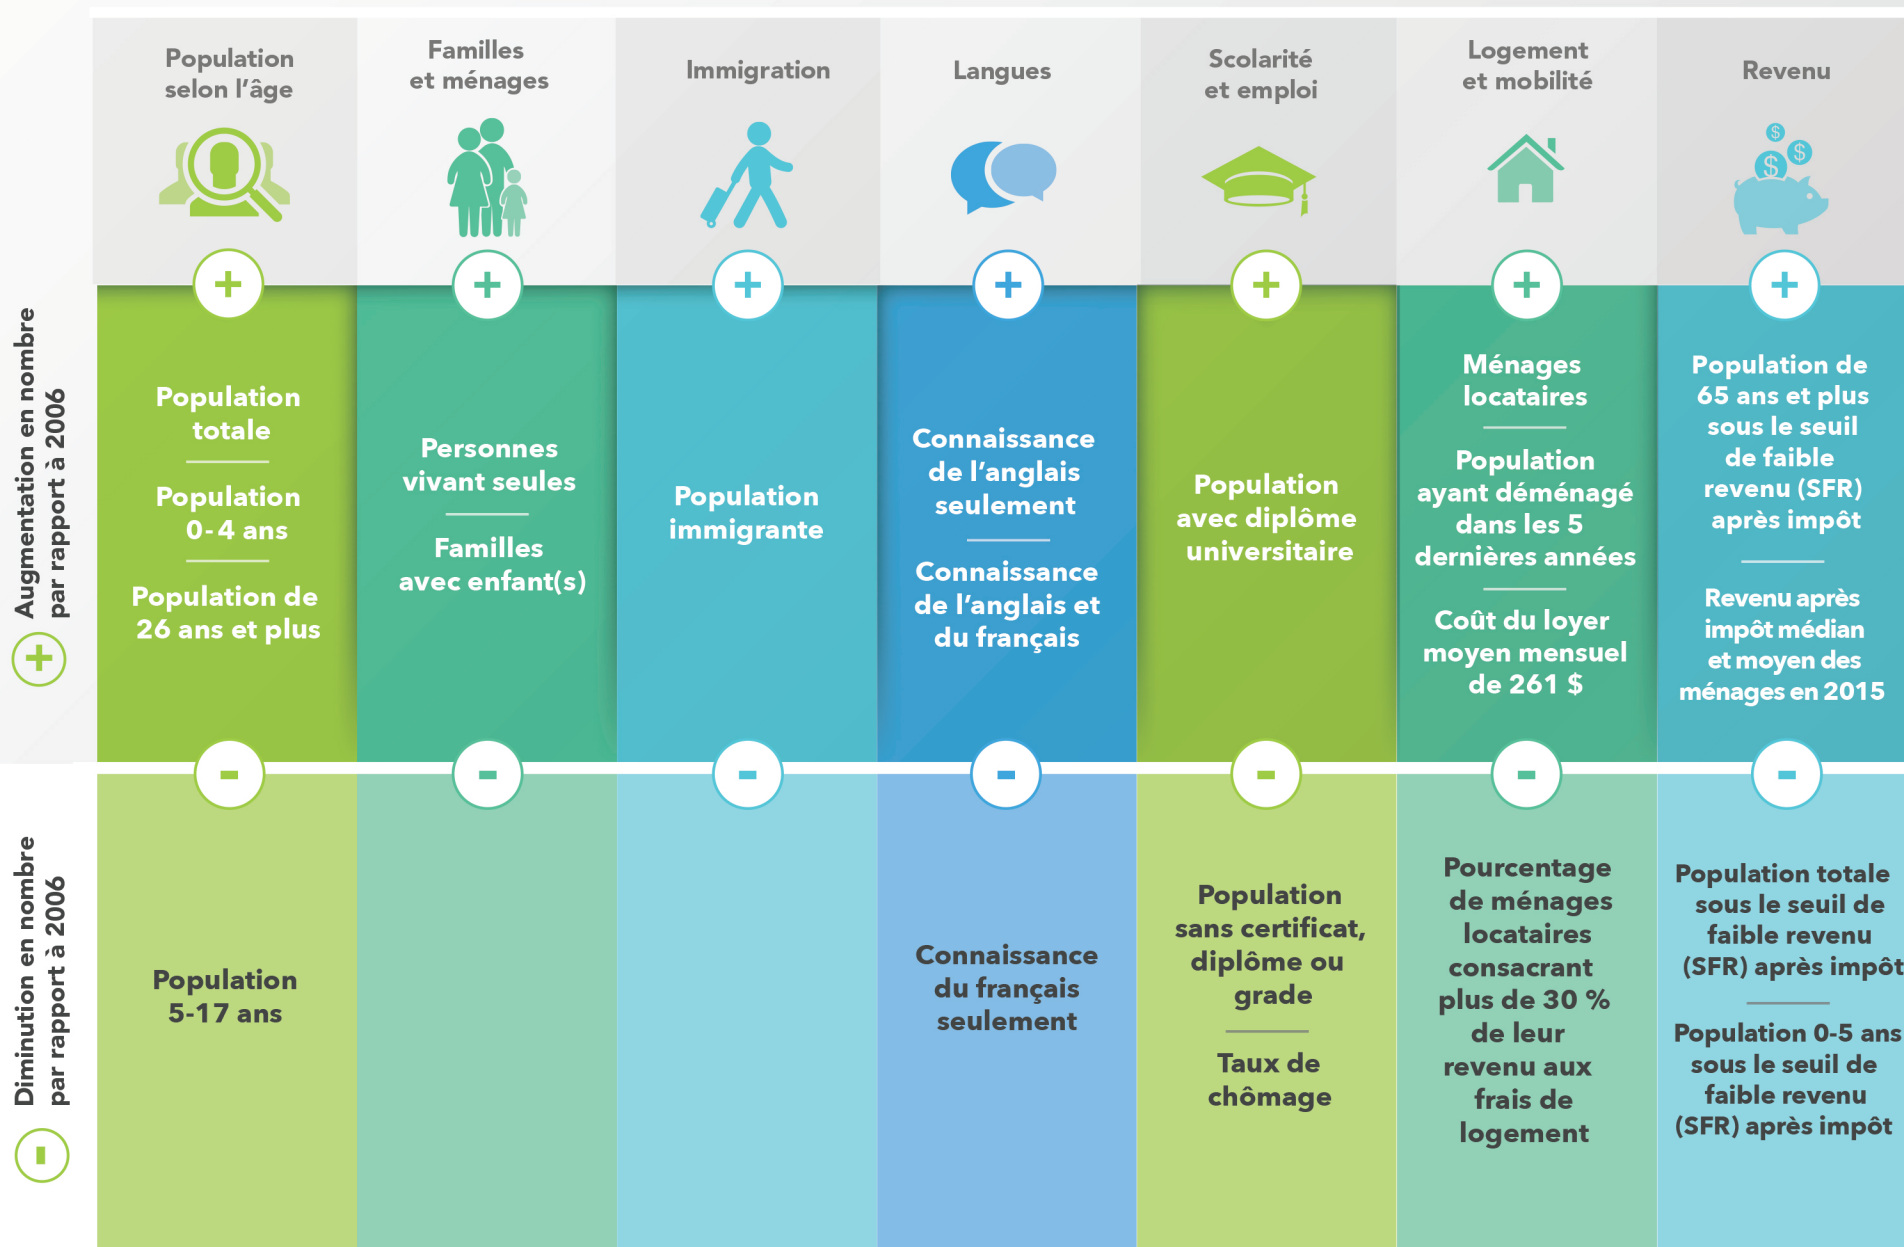 Population
selon l’âge
Familles
et ménages
Immigration
Langues
Scolarité
et emploi
Logement
et mobilité
Revenu
$
$
$
+
+
+
+
+
+
+
Augmentation en nombre
par rapport à 2006
+
Population
totale
Population
0-4 ans
Population de
26 ans et plus
Personnes
vivant seules
Familles
avec enfant(s)
Population
immigrante
Connaissance
de l’anglais
seulement
Connaissance
de l’anglais et
du français
Population
avec diplôme
universitaire
Ménages
locataires
Population
ayant déménagé
dans les 5
dernières années
Coût du loyer
moyen mensuel
de 261 $
Population de
65 ans et plus
sous le seuil
de faible
revenu (SFR)
après impôt
Revenu après
impôt médian
et moyen des
ménages en 2015
-
-
-
-
-
-
-
Diminution en nombre
par rapport à 2006
-
Population
5-17 ans
Connaissance
du français
seulement
Population
sans certificat,
diplôme ou
grade
Taux de
chômage
Pourcentage
de ménages
locataires
consacrant
plus de 30 %
de leur
revenu aux
frais de
logement
Population totale
sous le seuil de
faible revenu
(SFR) après impôt
Population 0-5 ans
sous le seuil de
faible revenu
(SFR) après impôt